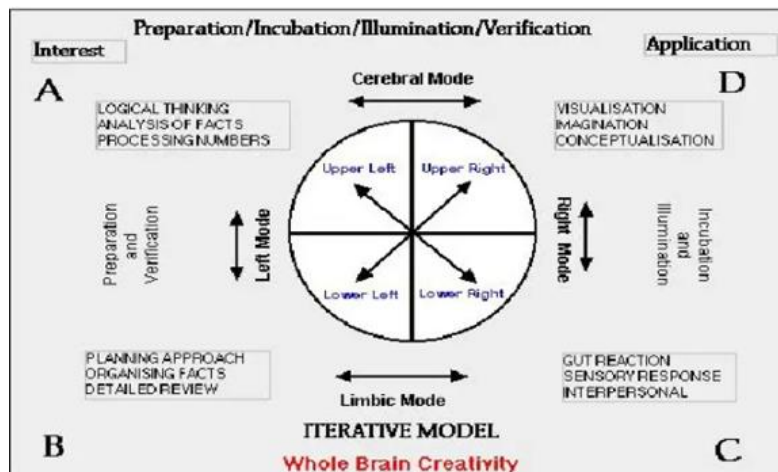 Preparation/Incubation/Illumination/Verification
Interest
Application
A
D
Cerebral Mode
LOGICAL THINKING
ANALYSIS OF FACTS
PROCESSING NUMBERS
VISUALISATION
IMAGINATION
CONCEPTUALISATION
Upper Left
Upper Right
Preparation
and
Verification
Left Mode
Right Mode
Incubation
and
Illumination
Lower Left
Lower Right
PLANNING APPROACH
ORGANISING FACTS
DETAILED REVIEW
GUT REACTION
SENSORY RESPONSE
INTERPERSONAL
Limbic Mode
B
C
ITERATIVE MODEL
Whole Brain Creativity